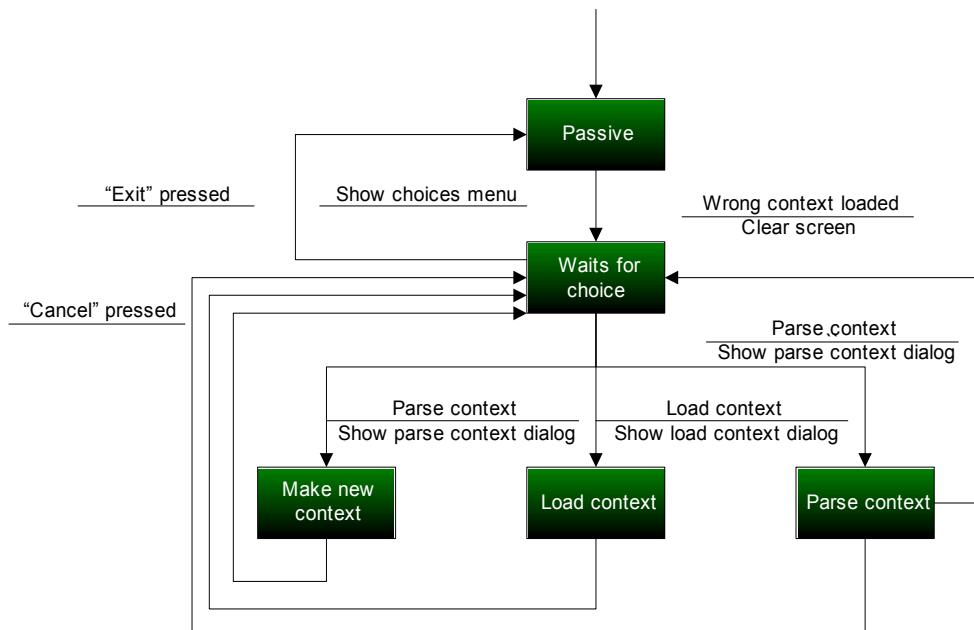 Passive
“Exit” pressed
Show choices menu
Wrong context loaded
Clear screen
Waits for
choice
“Cancel” pressed
Parse context
Show parse context dialog
Parse context
Show parse context dialog
Load context
Show load context dialog
Make new
context
Load context
Parse context